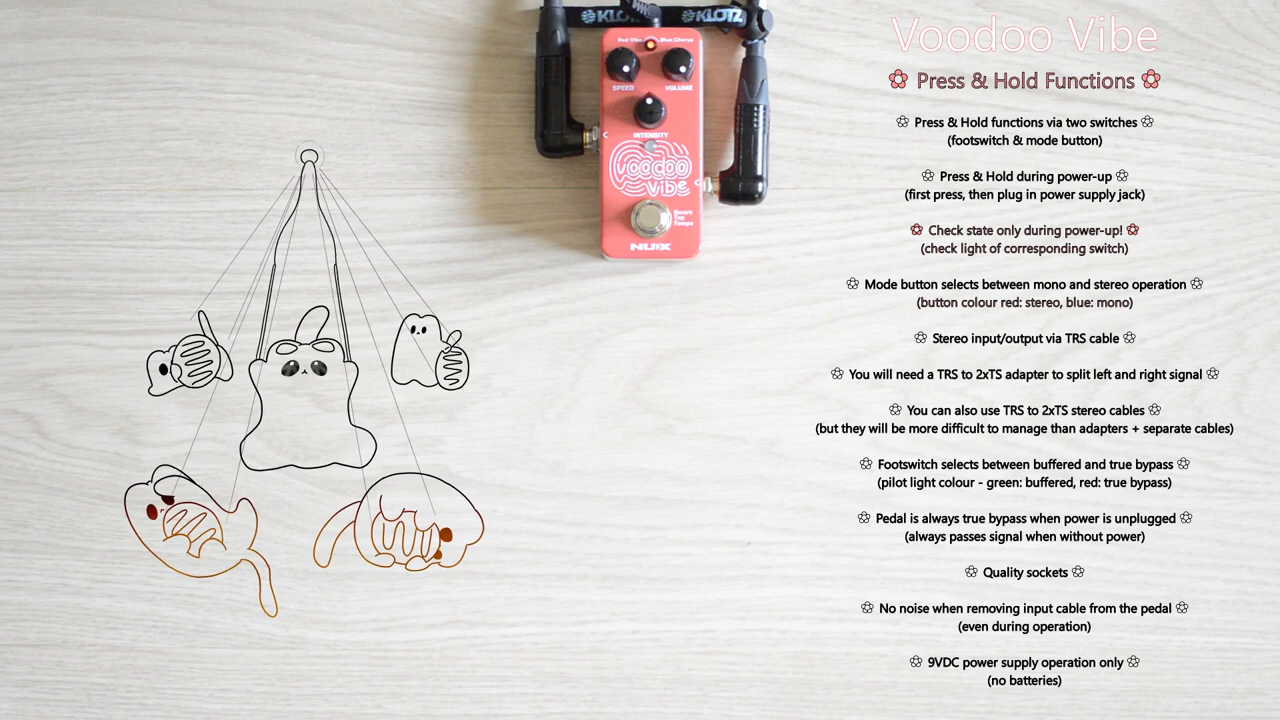 KLOTZ KLOTZ
Red Vibe Blue Chorus
SPEED VOLUME
INTENSITY
voodoo
vibe
Smart
Tap
Tempo
NUX
Voodoo Vibe
Press & Hold Functions
Press & Hold functions via two switches
(footswitch & mode button)
Press & Hold during power-up
(first press, then plug in power supply jack)
Check state only during power-up!
(check light of corresponding switch)
Mode button selects between mono and stereo operation
(button colour red: stereo, blue: mono)
Stereo input/output via TRS cable
You will need a TRS to 2xTS adapter to split left and right signal
You can also use TRS to 2xTS stereo cables
(but they will be more difficult to manage than adapters + separate cables)
Footswitch selects between buffered and true bypass
(pilot light colour - green: buffered, red: true bypass)
Pedal is always true bypass when power is unplugged
(always passes signal when without power)
Quality sockets
No noise when removing input cable from the pedal
(even during operation)
9VDC power supply operation only
(no batteries)